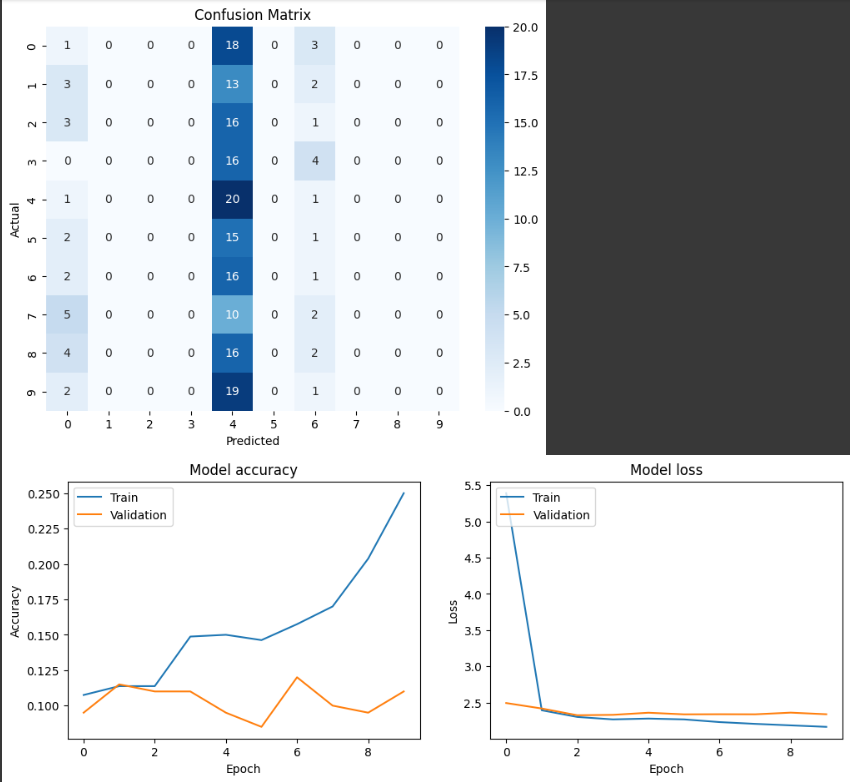 Confusion Matrix
0 1 0 0 0 18 0 3 0 0 0
1 3 0 0 0 13 0 2 0 0 0
2 3 0 0 0 16 0 1 0 0 0
3 0 0 0 0 16 0 4 0 0 0
4 1 0 0 0 20 0 1 0 0 0
5 2 0 0 0 15 0 1 0 0 0
6 2 0 0 0 16 0 1 0 0 0
7 5 0 0 0 10 0 2 0 0 0
8 4 0 0 0 16 0 2 0 0 0
9 2 0 0 0 19 0 1 0 0 0
0 1 2 3 4 5 6 7 8 9
Actual
Predicted
20.0
17.5
15.0
12.5
10.0
7.5
5.0
2.5
0.0
Model accuracy
Train
Validation
0.250
0.225
0.200
0.175
0.150
0.125
0.100
Accuracy
0 2 4 6 8
Epoch
Model loss
Train
Validation
5.5
5.0
4.5
4.0
3.5
3.0
2.5
Loss
0 2 4 6 8
Epoch